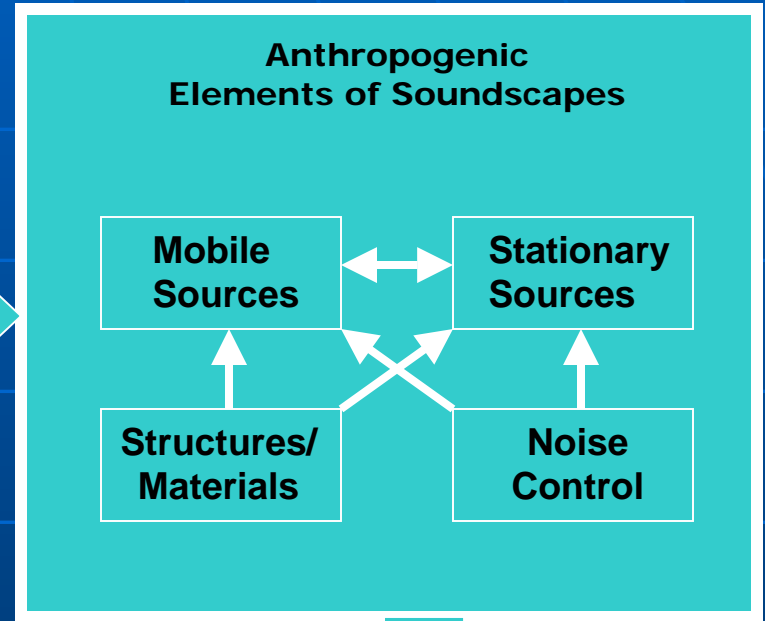 Anthropogenic
Elements of Soundscapes
Mobile
Sources
Stationary
Sources
Structures/
Materials
Noise
Control